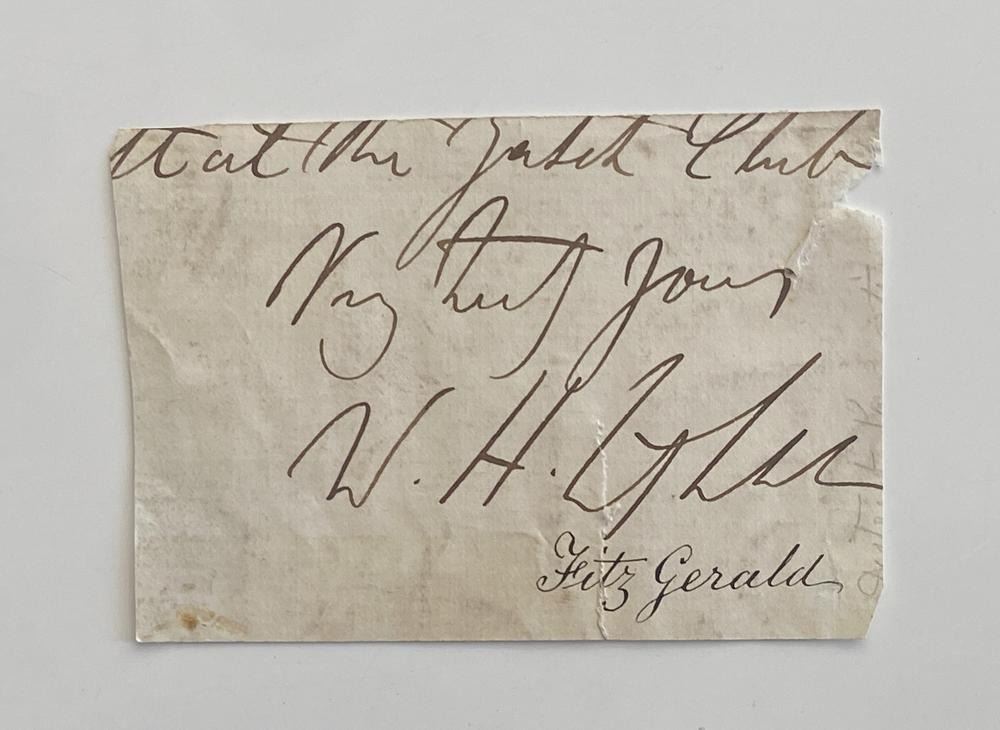 at the Yacht Club
Very truly yours
W. H.
Fitz Gerald